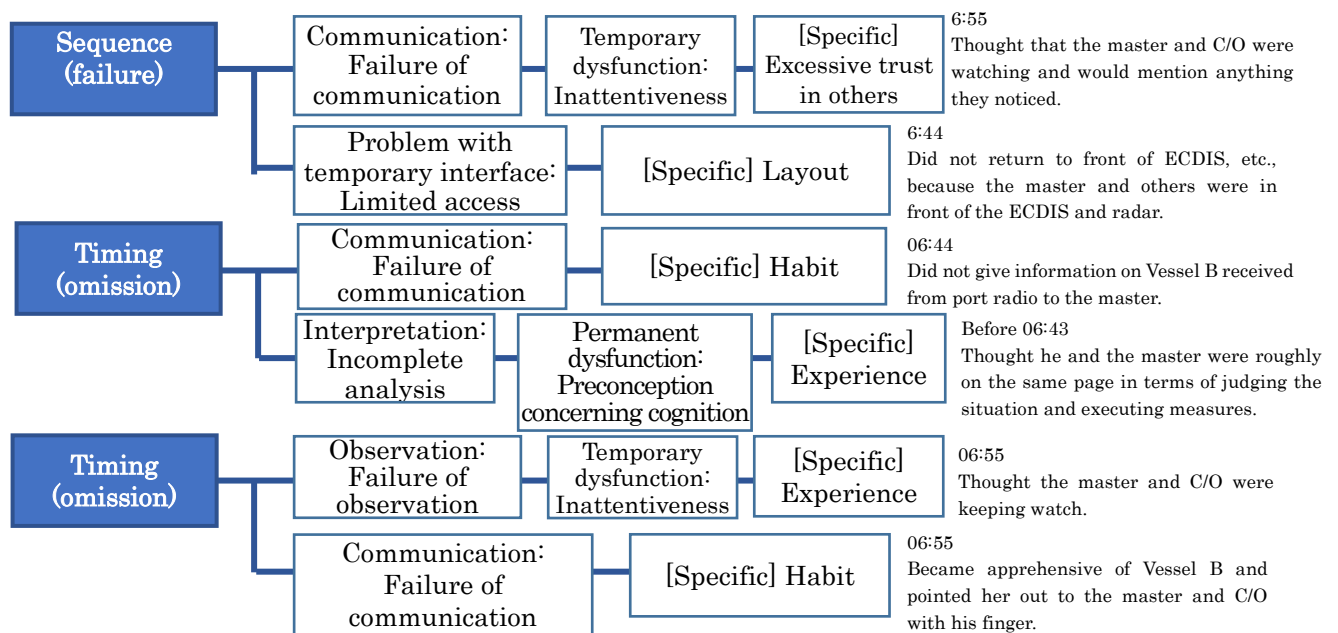 Sequence
(failure)
Communication:
Failure of
communication
Temporary
dysfunction:
Inattentiveness
[Specific]
Excessive trust
in others
6:55
Thought that the master and C/O were
watching and would mention anything
they noticed.
Problem with
temporary interface:
Limited access
[Specific] Layout
6:44
Did not return to front of ECDIS, etc.,
because the master and others were in
front of the ECDIS and radar.
Timing
(omission)
Communication:
Failure of
communication
[Specific] Habit
06:44
Did not give information on Vessel B received
from port radio to the master.
Interpretation:
Incomplete
analysis
Permanent
dysfunction:
Preconception
concerning cognition
[Specific]
Experience
Before 06:43
Thought he and the master were roughly
on the same page in terms of judging the
situation and executing measures.
Timing
(omission)
Observation:
Failure of
observation
Temporary
dysfunction:
Inattentiveness
[Specific]
Experience
06:55
Thought the master and C/O were
keeping watch.
Communication:
Failure of
communication
[Specific] Habit
06:55
Became apprehensive of Vessel B and
pointed her out to the master and C/O
with his finger.